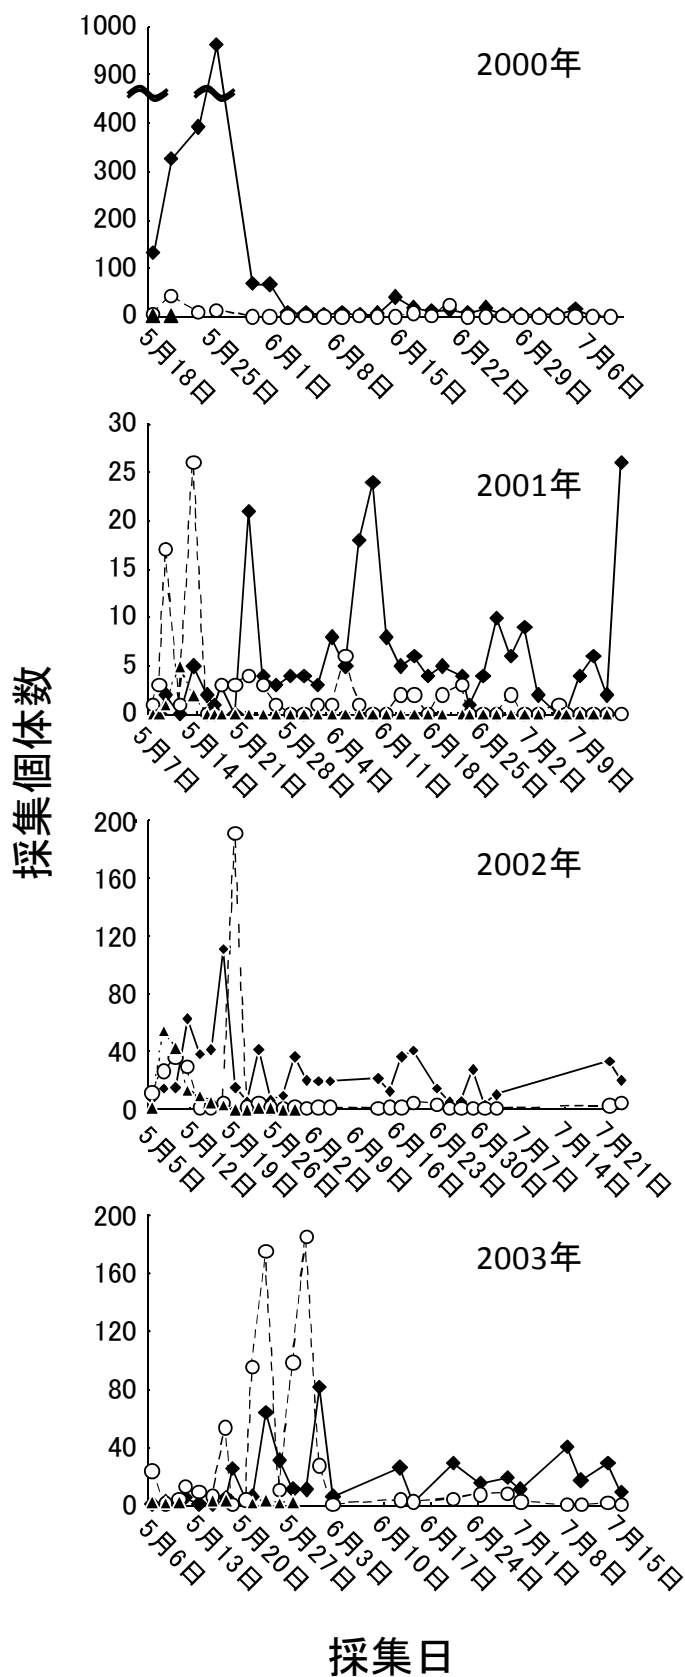 採集個体数
2000年
1000
900
400
300
200
100
0
5月18日
5月25日
6月1日
6月8日
6月15日
6月22日
6月29日
7月6日
2001年
30
25
20
15
10
5
0
5月7日
5月14日
5月21日
5月28日
6月4日
6月11日
6月18日
6月25日
7月2日
7月9日
2002年
200
160
120
80
40
0
5月5日
5月12日
5月19日
5月26日
6月2日
6月9日
6月16日
6月23日
6月30日
7月7日
7月14日
7月21日
2003年
200
160
120
80
40
0
5月6日
5月13日
5月20日
5月27日
6月3日
6月10日
6月17日
6月24日
7月1日
7月8日
7月15日
採集日